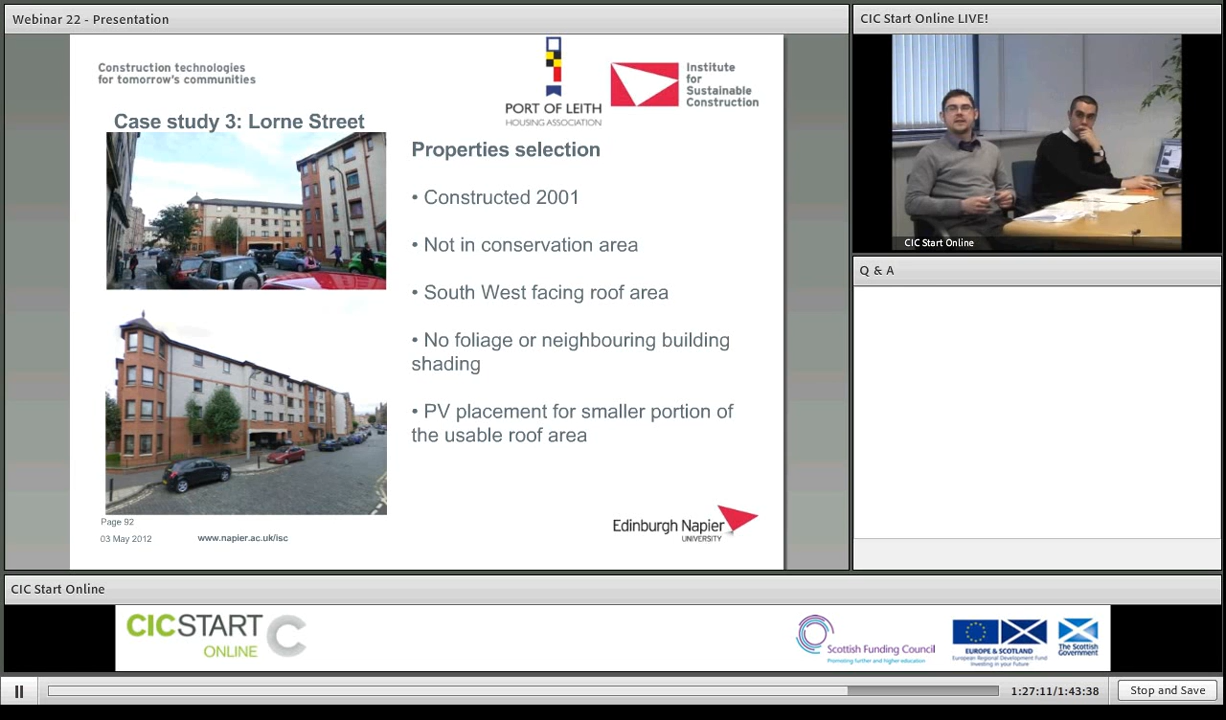 Webinar 22 - Presentation
Construction technologies
for tomorrow's communities
PORT OF LEITH
HOUSING ASSOCIATION
Institute
for
Sustainable
Construction
Case study 3: Lorne Street
Properties selection
• Constructed 2001
• Not in conservation area
• South West facing roof area
• No foliage or neighbouring building
shading
• PV placement for smaller portion of
the usable roof area
Page 92
03 May 2012
www.napier.ac.uk/isc
Edinburgh Napier
UNIVERSITY
CIC Start Online LIVE!
CIC Start Online
Q & A
CIC Start Online
CICSTART
ONLINE
Scottish Funding Council
Promoting further and higher education
EUROPE & SCOTLAND
European Regional Development Fund
Investing in your future
The Scottish
Government
1:27:11/1:43:38
Stop and Save